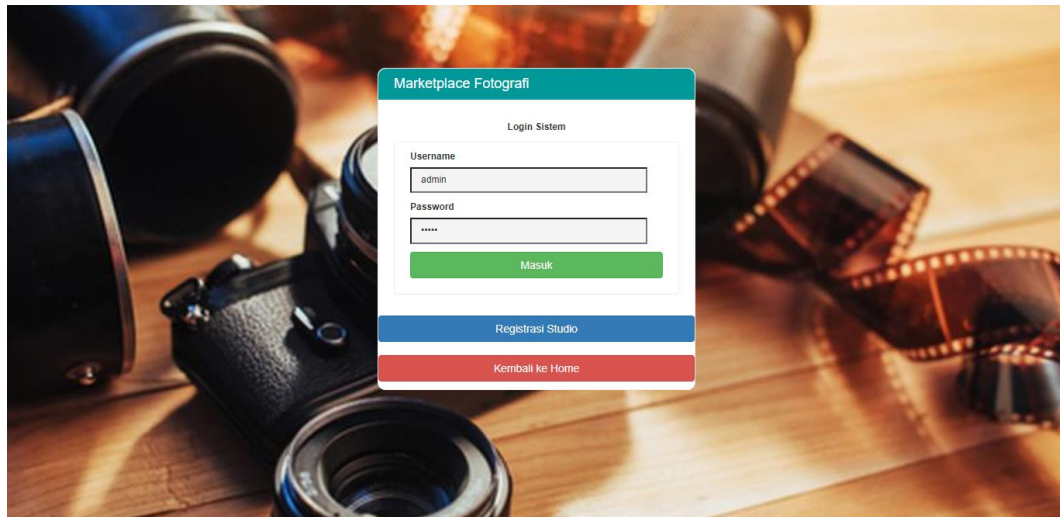 Marketplace Fotografi
Login Sistem
Username
admin
Password
•••••
Masuk
Registrasi Studio
Kembali ke Home